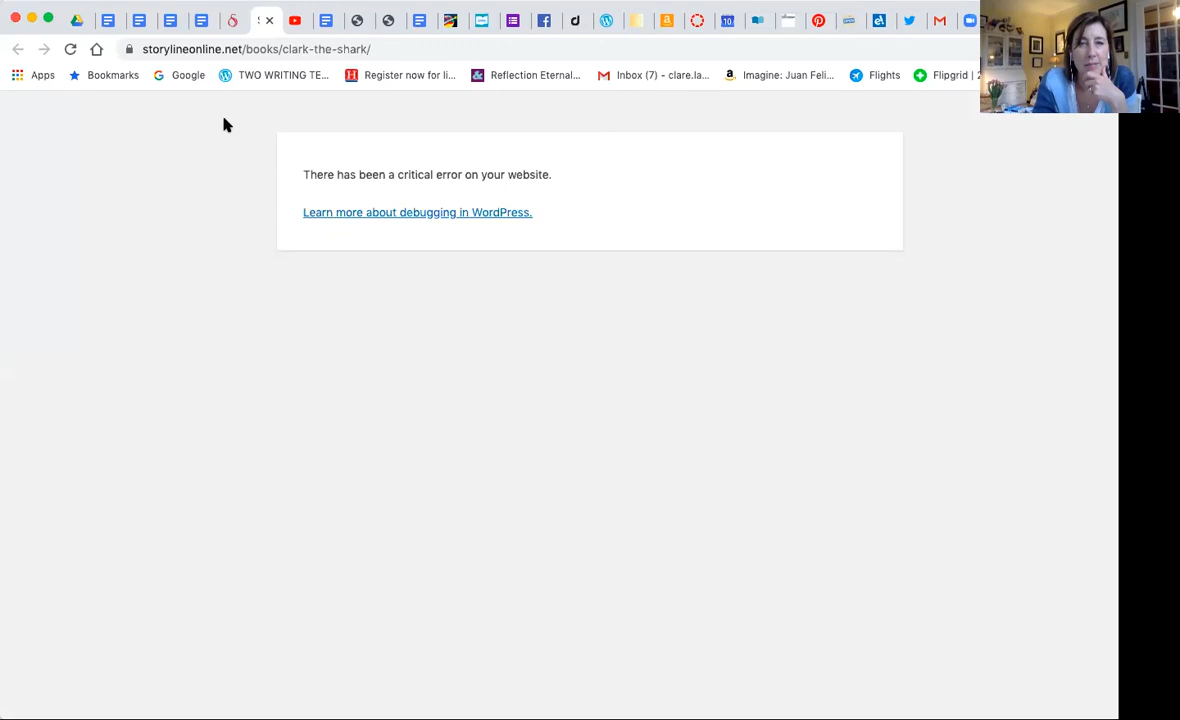 S
10
storylineonline.net/books/clark-the-shark/
Apps Bookmarks Google TWO WRITING TE... Register now for li... Reflection Eternal... Inbox (7) - clare.la... Imagine: Juan Feli... Flights Flipgrid | 2
There has been a critical error on your website.
Learn more about debugging in WordPress.